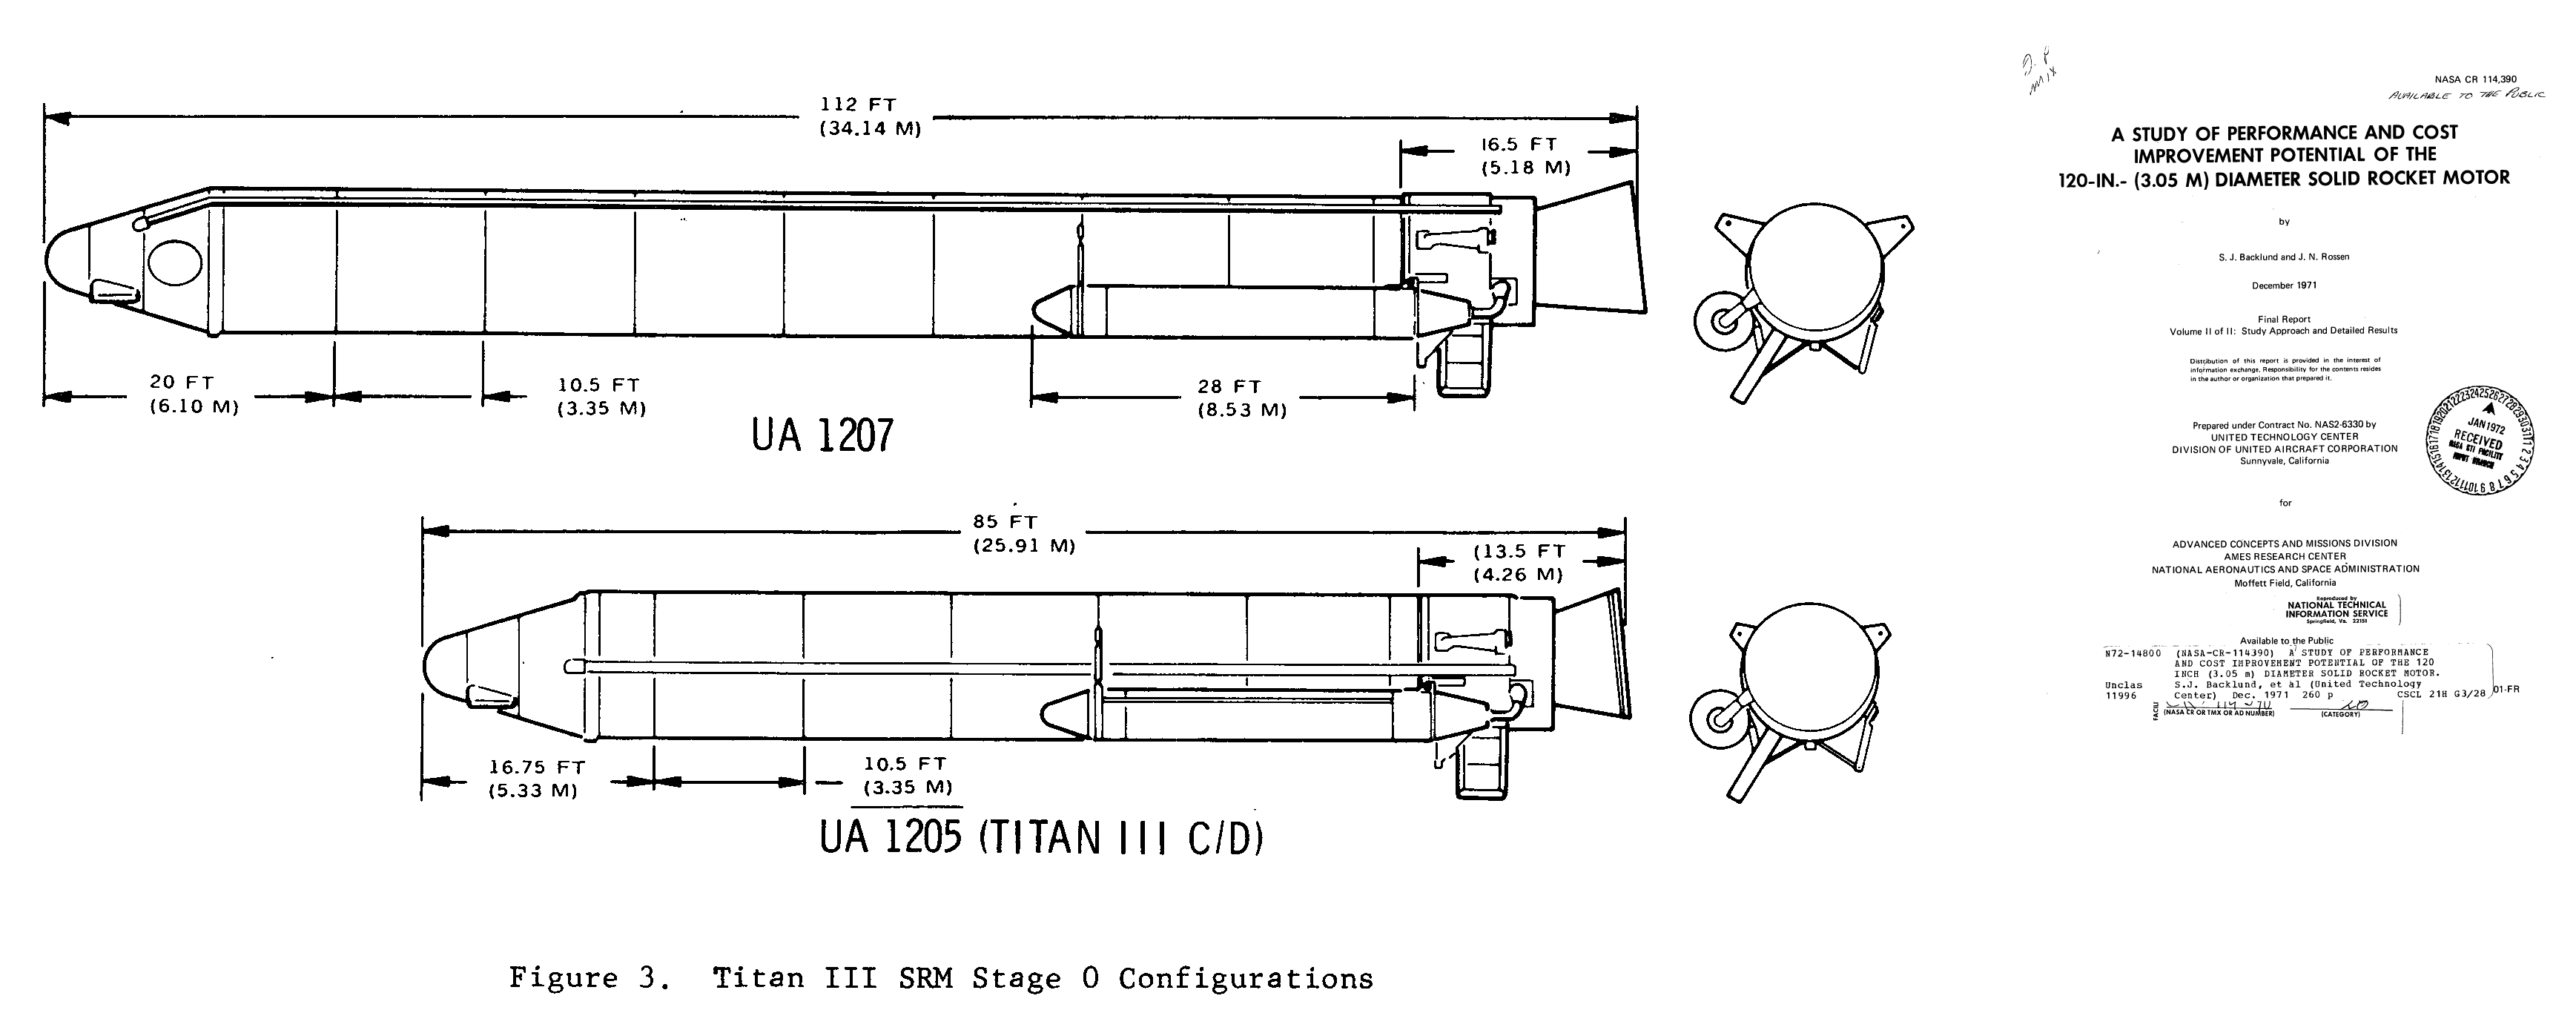 112 FT
(34.14 M)
16.5 FT
(5.18 M)
20 FT
(6.10 M)
10.5 FT
(3.35 M)
28 FT
(8.53 M)
UA 1207
85 FT
(25.91 M)
(13.5 FT
(4.26 M)
16.75 FT
(5.33 M)
10.5 FT
(3.35 M)
UA 1205 (TITAN III C/D)
Figure 3. Titan III SRM Stage 0 Configurations
NASA CR 114,390
AVAILABLE TO THE PUBLIC
A STUDY OF PERFORMANCE AND COST
IMPROVEMENT POTENTIAL OF THE
120-IN.- (3.05 M) DIAMETER SOLID ROCKET MOTOR
by
S. J. Backlund and J. N. Rossen
December 1971
Final Report
Volume II of II: Study Approach and Detailed Results
Distribution of this report is provided in the interest of
information exchange. Responsibility for the contents resides
in the author or organization that prepared it.
JAN 1972
RECEIVED
NASA STI FACILITY
INPUT BRANCH
Prepared under Contract No. NAS2-6330 by
UNITED TECHNOLOGY CENTER
DIVISION OF UNITED AIRCRAFT CORPORATION
Sunnyvale, California
for
ADVANCED CONCEPTS AND MISSIONS DIVISION
AMES RESEARCH CENTER
NATIONAL AERONAUTICS AND SPACE ADMINISTRATION
Moffett Field, California
Reproduced by
NATIONAL TECHNICAL
INFORMATION SERVICE
Springfield, Va. 22151
Available to the Public
N72-14800 (NASA-CR-114390) A STUDY OF PERFORMANCE
AND COST IMPROVEMENT POTENTIAL OF THE 120
INCH (3.05 m) DIAMETER SOLID ROCKET MOTOR.
Unclas S.J. Backlund, et al (United Technology
11996 Center) Dec. 1971 260 p CSCL 21H G3/28
01-FR
(NASA CR OR TMX OR AD NUMBER) (CATEGORY)